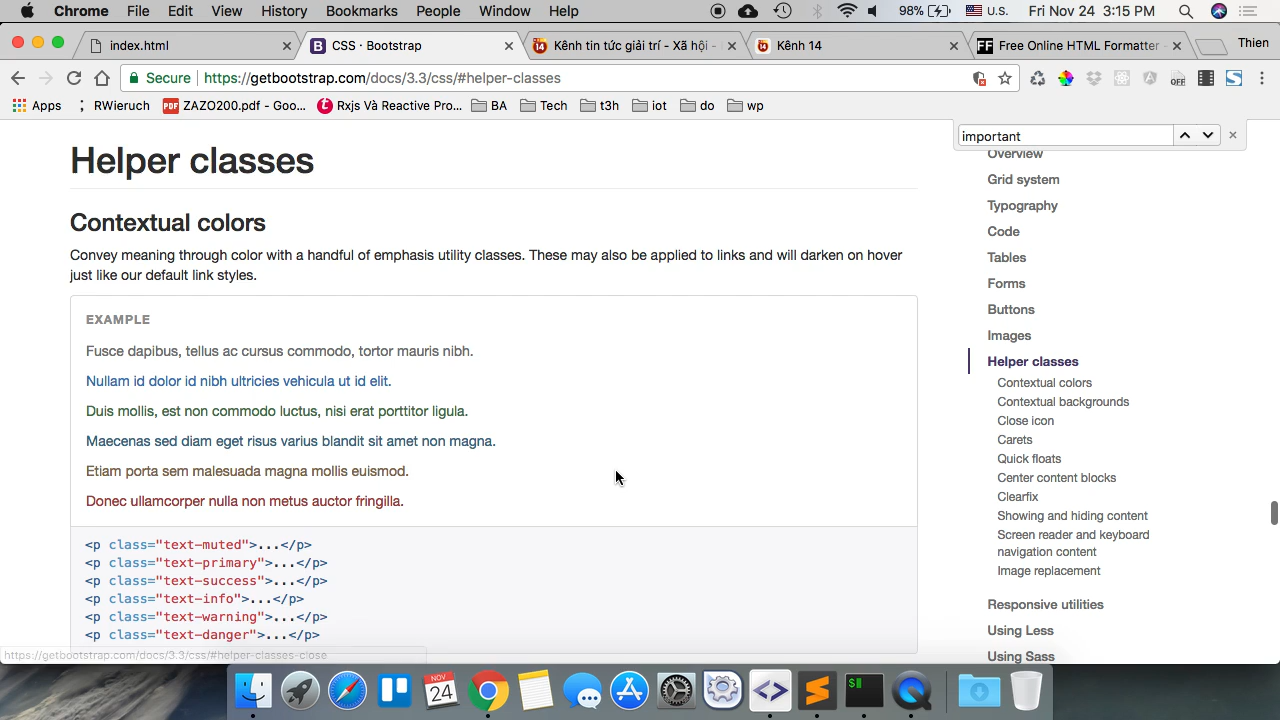 Chrome File Edit View History Bookmarks People Window Help 98% U.S. Fri Nov 24 3:15 PM
index.html
CSS · Bootstrap
Kênh tin tức giải trí - Xã hội -
Kênh 14
Free Online HTML Formatter -
Thien
Secure https://getbootstrap.com/docs/3.3/css/#helper-classes
OFF
Apps RWieruch ZAZO200.pdf - Goo... Rxjs Và Reactive Pro... BA Tech t3h iot do wp
important
Helper classes
Contextual colors
Convey meaning through color with a handful of emphasis utility classes. These may also be applied to links and will darken on hover
just like our default link styles.
EXAMPLE
Fusce dapibus, tellus ac cursus commodo, tortor mauris nibh.
Nullam id dolor id nibh ultricies vehicula ut id elit.
Duis mollis, est non commodo luctus, nisi erat porttitor ligula.
Maecenas sed diam eget risus varius blandit sit amet non magna.
Etiam porta sem malesuada magna mollis euismod.
Donec ullamcorper nulla non metus auctor fringilla.
<p class="text-muted">...</p>
<p class="text-primary">...</p>
<p class="text-success">...</p>
<p class="text-info">...</p>
<p class="text-warning">...</p>
<p class="text-danger">...</p>
Overview
Grid system
Typography
Code
Tables
Forms
Buttons
Images
Helper classes
Contextual colors
Contextual backgrounds
Close icon
Carets
Quick floats
Center content blocks
Clearfix
Showing and hiding content
Screen reader and keyboard
navigation content
Image replacement
Responsive utilities
Using Less
Using Sass
https://getbootstrap.com/docs/3.3/css/#helper-classes-close
NOV
24